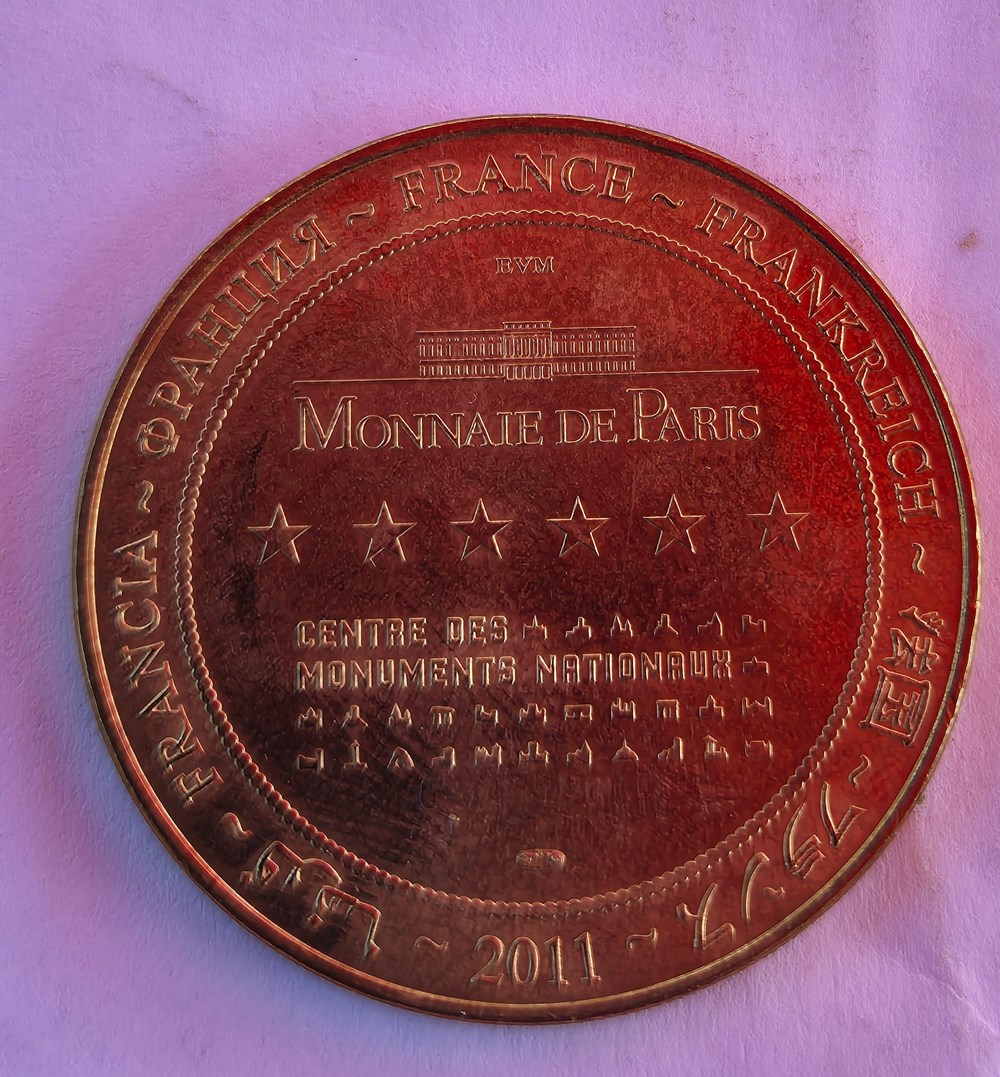 ~ FRANCE ~ FRANKREICH ~ 法国 ~ フランス ~ 2011 ~
~ FRANCIA ~ ФРАНЦИЯ
EVM
MONNAIE DE PARIS
CENTRE DES
MONUMENTS NATIONAUX